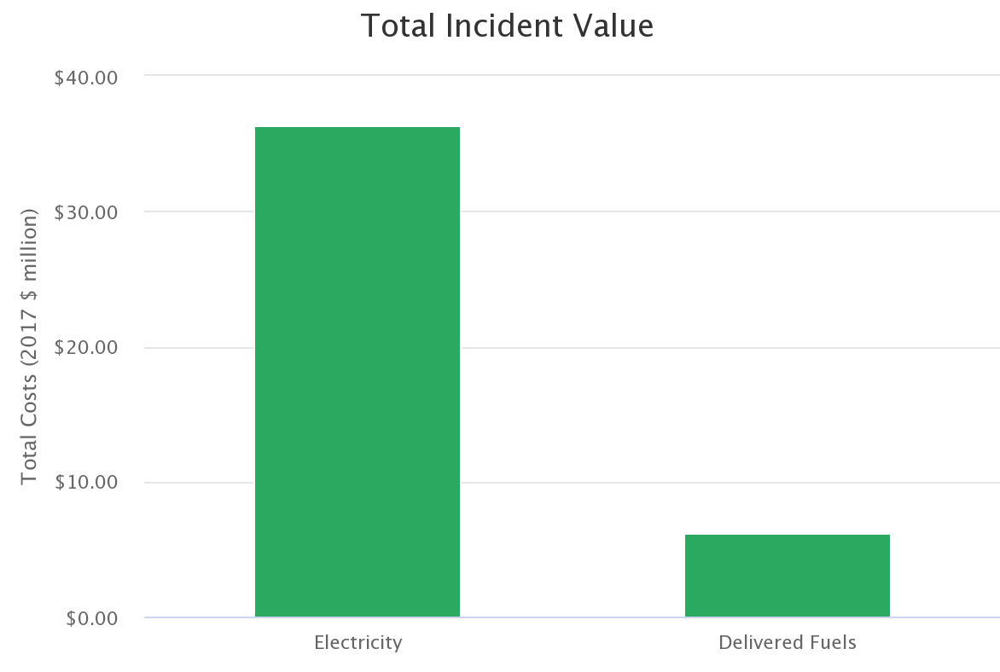 Total Incident Value
Total Costs (2017 $ million)
$40.00
$30.00
$20.00
$10.00
$0.00
Electricity
Delivered Fuels